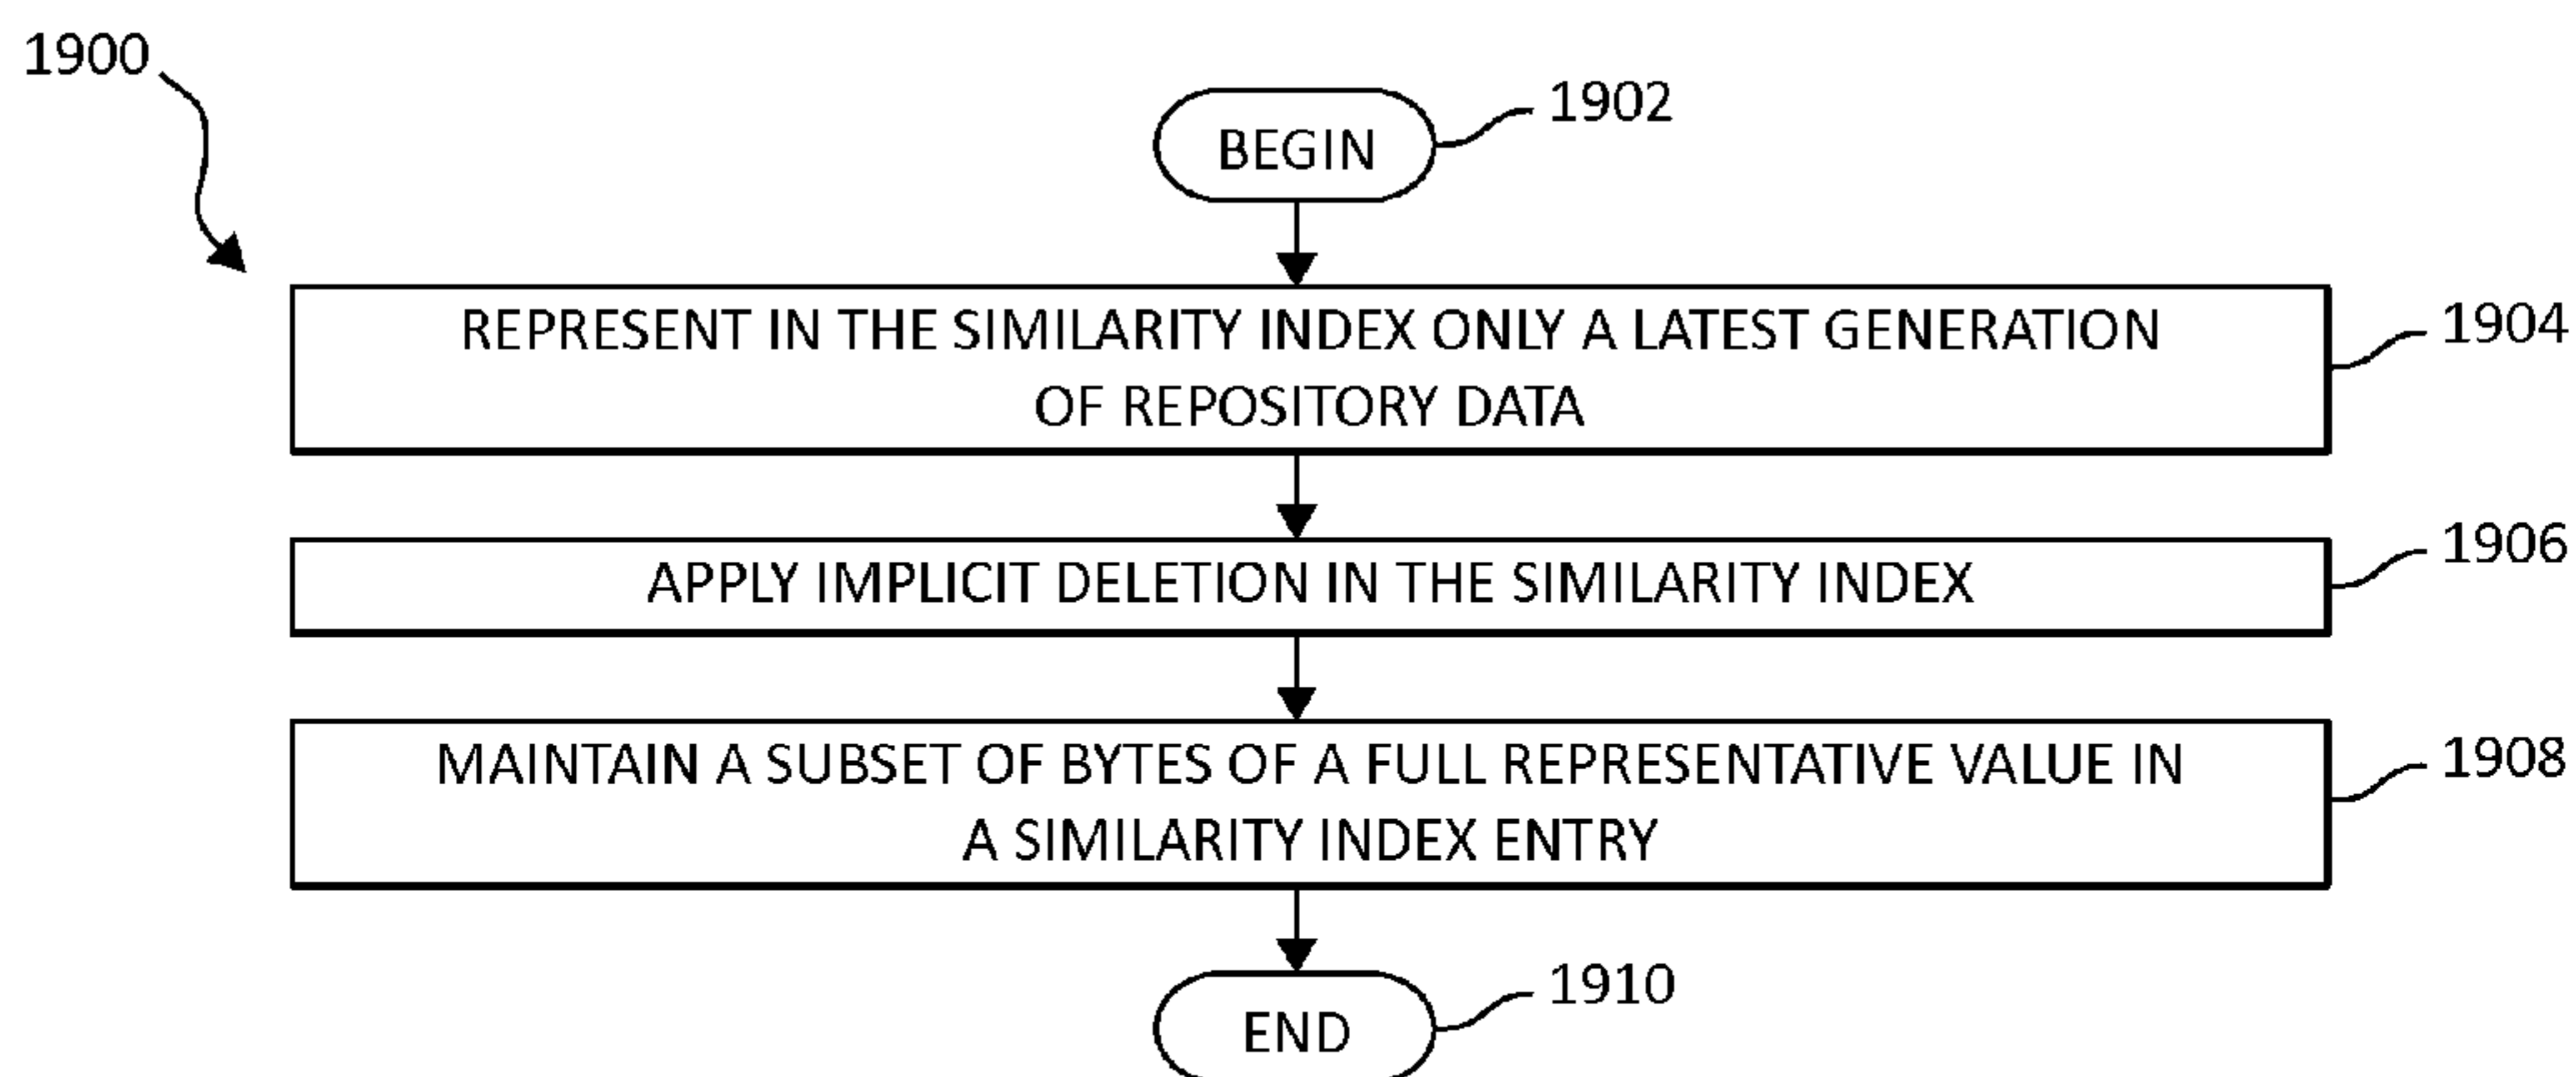 1900
BEGIN
1902
REPRESENT IN THE SIMILARITY INDEX ONLY A LATEST GENERATION
OF REPOSITORY DATA
1904
APPLY IMPLICIT DELETION IN THE SIMILARITY INDEX
1906
MAINTAIN A SUBSET OF BYTES OF A FULL REPRESENTATIVE VALUE IN
A SIMILARITY INDEX ENTRY
1908
END
1910